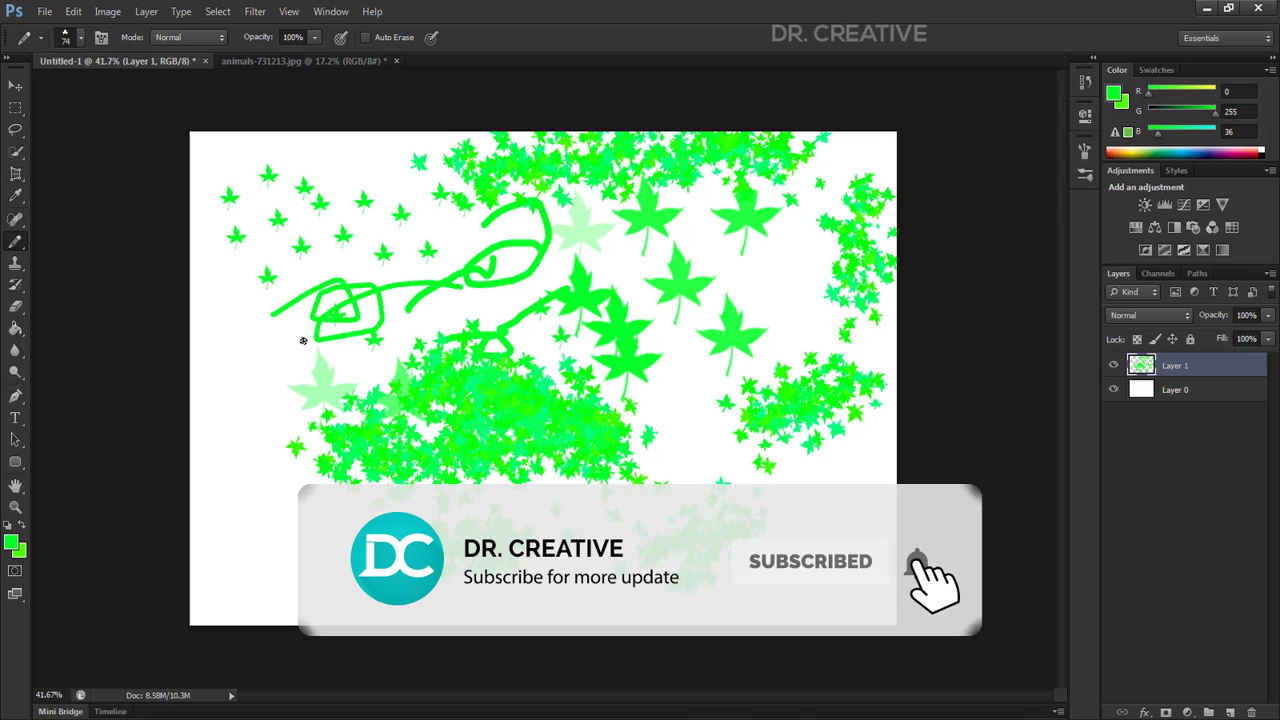 Ps File Edit Image Layer Type Select Filter View Window Help
DR. CREATIVE
74 Mode: Normal Opacity: 100% Auto Erase Essentials
Untitled-1 @ 41.7% (Layer 1, RGB/8) * × animals-731213.jpg @ 17.2% (RGB/8#) * ×
Color Swatches
R 0
G 255
B 36
Adjustments Styles
Add an adjustment
Layers Channels Paths
Kind
Normal Opacity: 100%
Lock: Fill: 100%
Layer 1
Layer 0
DC
DR. CREATIVE
Subscribe for more update
SUBSCRIBED
41.67% Doc: 8.58M/10.3M
Mini Bridge Timeline